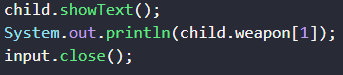 child.showText();
System.out.println(child.weapon[1]);
input.close();